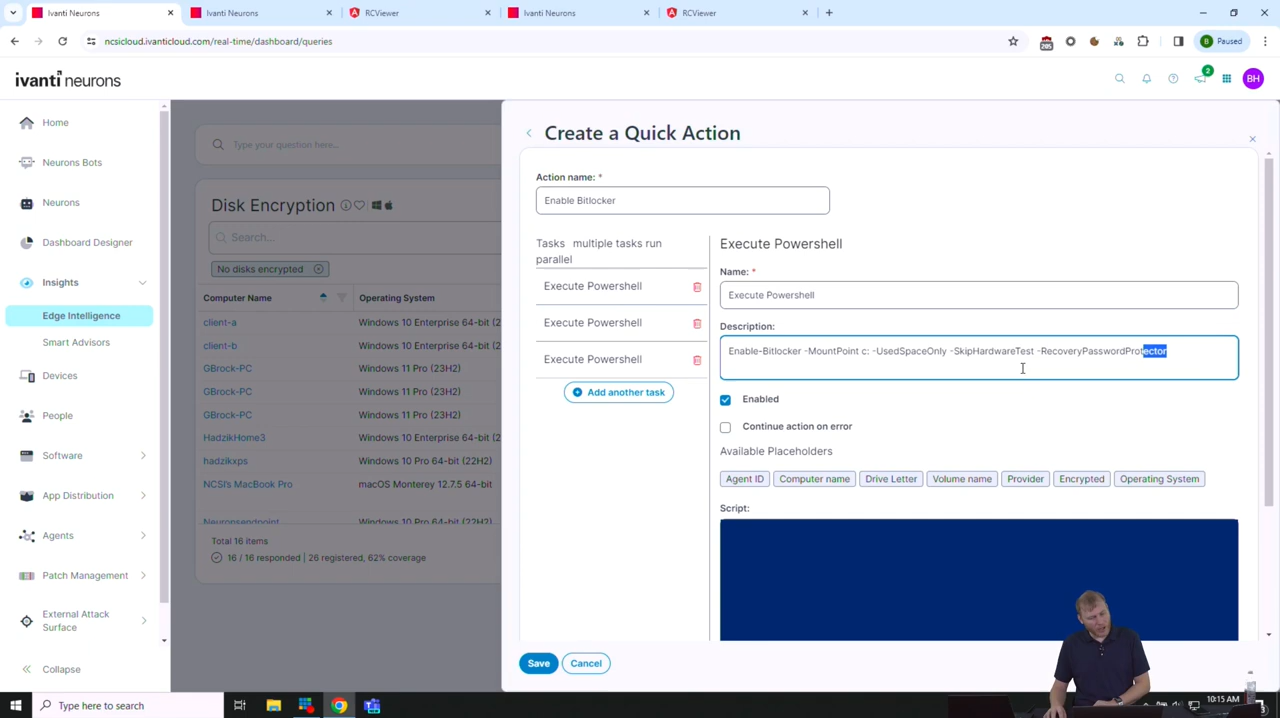 Ivanti Neurons
Ivanti Neurons
RCViewer
Ivanti Neurons
RCViewer
ncsicloud.ivanticloud.com/real-time/dashboard/queries
205
B
Paused
ivanti neurons
2
BH
Home
Neurons Bots
Neurons
Dashboard Designer
Insights
Edge Intelligence
Smart Advisors
Devices
People
Software
App Distribution
Agents
Patch Management
External Attack
Surface
Collapse
Type your question here...
Disk Encryption
Search...
No disks encrypted
Computer Name
Operating System
client-a
Windows 10 Enterprise 64-bit (2
client-b
Windows 10 Enterprise 64-bit (2
GBrock-PC
Windows 11 Pro (23H2)
GBrock-PC
Windows 11 Pro (23H2)
GBrock-PC
Windows 11 Pro (23H2)
HadzikHome3
Windows 10 Enterprise 64-bit (2
hadzikxps
Windows 10 Pro 64-bit (22H2)
NCSI's MacBook Pro
macOS Monterey 12.7.5 64-bit
Neuronsendpoint
Windows 10 Pro 64-bit (22H2)
Total 16 items
16 / 16 responded | 26 registered, 62% coverage
Create a Quick Action
Action name: *
Enable Bitlocker
Tasks multiple tasks run
parallel
Execute Powershell
Execute Powershell
Execute Powershell
Add another task
Execute Powershell
Name: *
Execute Powershell
Description:
Enable-Bitlocker -MountPoint c: -UsedSpaceOnly -SkipHardwareTest -RecoveryPasswordProtector
Enabled
Continue action on error
Available Placeholders
Agent ID
Computer name
Drive Letter
Volume name
Provider
Encrypted
Operating System
Script:
Save
Cancel
Type here to search
10:15 AM